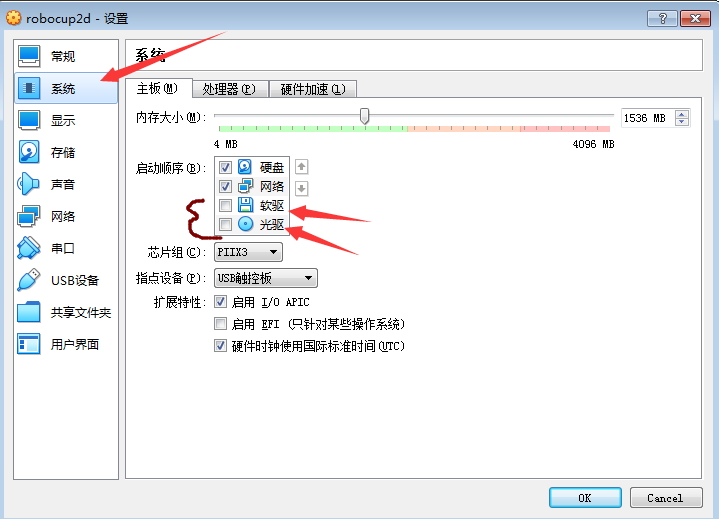 robocup2d - 设置
常规
系统
显示
存储
声音
网络
串口
USB设备
共享文件夹
用户界面
系统
主板(M) 处理器(P) 硬件加速(L)
内存大小(M): 1536 MB
4 MB 4096 MB
启动顺序(B): 硬盘
网络
软驱
光驱
芯片组(C): PIIX3
指点设备(P): USB触控板
扩展特性: 启用 I/O APIC
启用 EFI (只针对某些操作系统)
硬件时钟使用国际标准时间(UTC)
OK Cancel